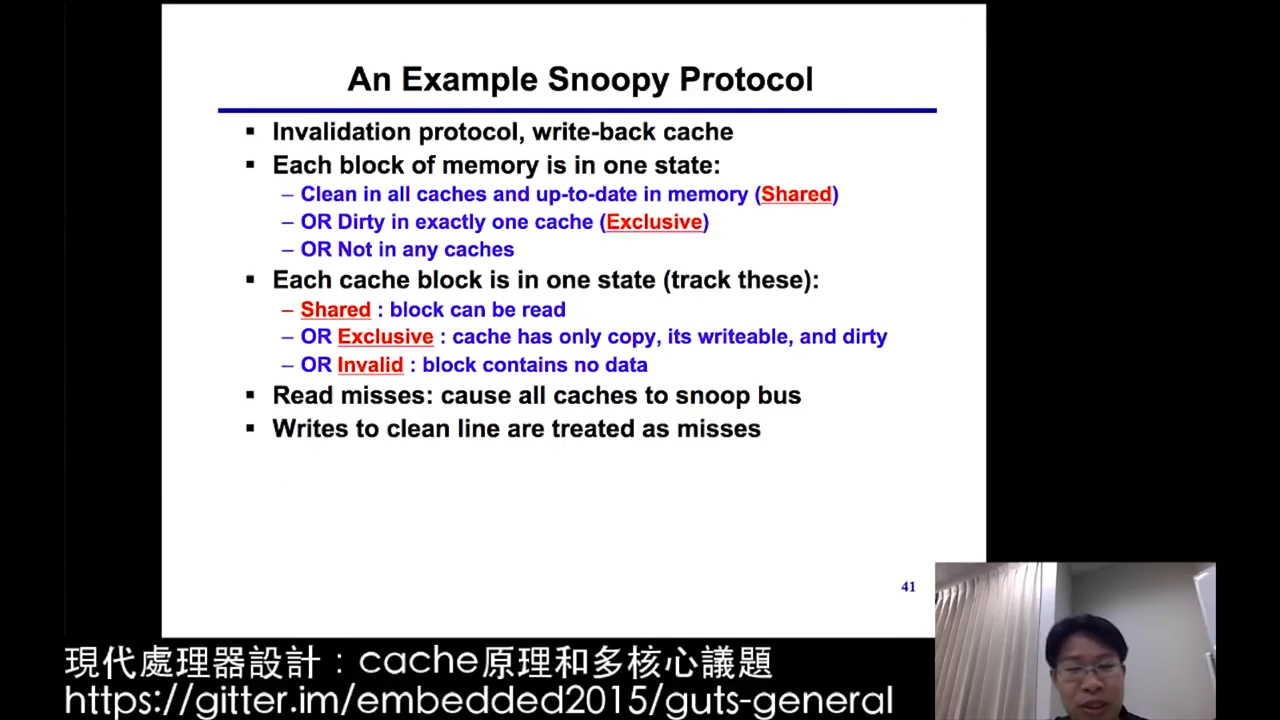 An Example Snoopy Protocol
▪ Invalidation protocol, write-back cache
▪ Each block of memory is in one state:
– Clean in all caches and up-to-date in memory (Shared)
– OR Dirty in exactly one cache (Exclusive)
– OR Not in any caches
▪ Each cache block is in one state (track these):
– Shared : block can be read
– OR Exclusive : cache has only copy, its writeable, and dirty
– OR Invalid : block contains no data
▪ Read misses: cause all caches to snoop bus
▪ Writes to clean line are treated as misses
41
現代處理器設計：cache原理和多核心議題
https://gitter.im/embedded2015/guts-general